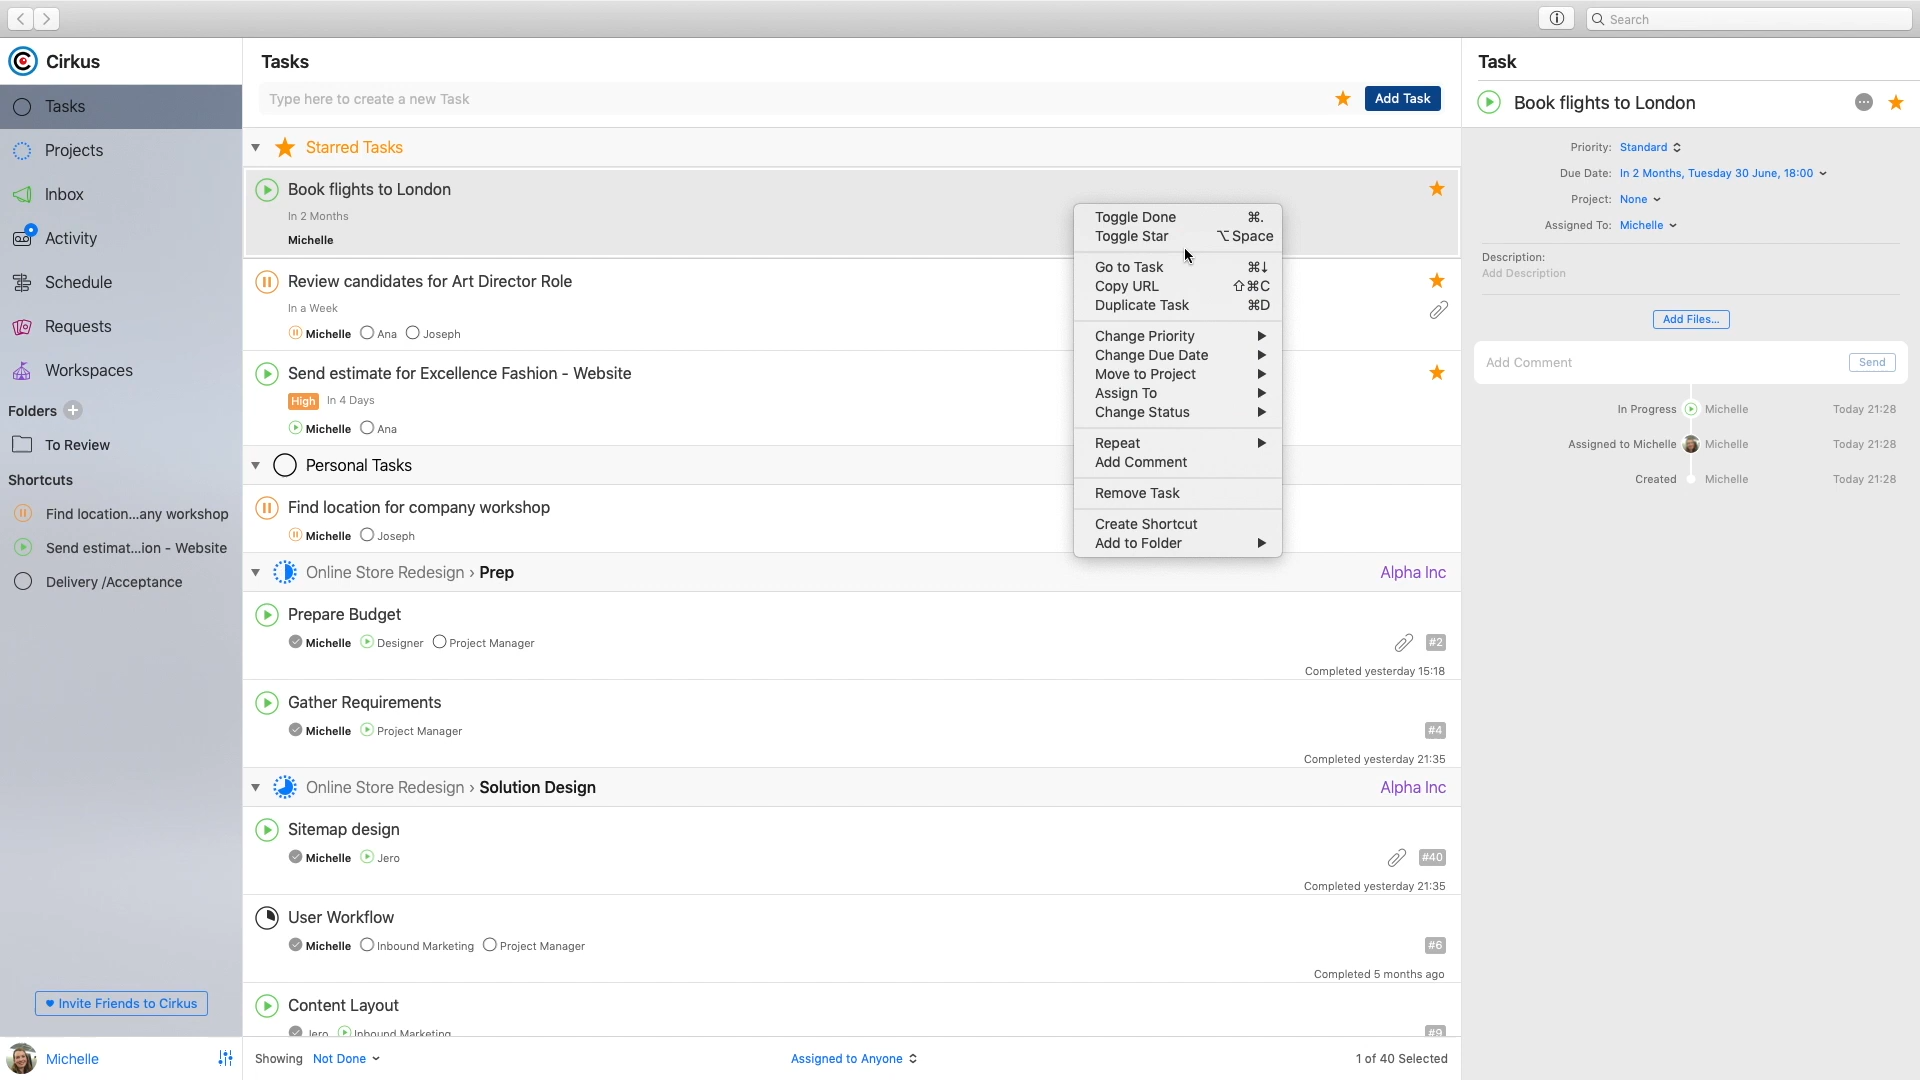 Search
Cirkus
Tasks
Projects
Inbox
Activity
Schedule
Requests
Workspaces
Folders
To Review
Shortcuts
Find location...any workshop
Send estimat...ion - Website
Delivery /Acceptance
Invite Friends to Cirkus
Michelle
Tasks
Type here to create a new Task
Add Task
Starred Tasks
Book flights to London
In 2 Months
Michelle
Review candidates for Art Director Role
In a Week
Michelle Ana Joseph
Send estimate for Excellence Fashion - Website
High In 4 Days
Michelle Ana
Personal Tasks
Find location for company workshop
Michelle Joseph
Online Store Redesign › Prep Alpha Inc
Prepare Budget
Michelle Designer Project Manager #2
Completed yesterday 15:18
Gather Requirements
Michelle Project Manager #4
Completed yesterday 21:35
Online Store Redesign › Solution Design Alpha Inc
Sitemap design
Michelle Jero #40
Completed yesterday 21:35
User Workflow
Michelle Inbound Marketing Project Manager #6
Completed 5 months ago
Content Layout
Jero Inbound Marketing #9
Showing Not Done Assigned to Anyone 1 of 40 Selected
Toggle Done ⌘.
Toggle Star ⌥ Space
Go to Task ⌘↓
Copy URL ⇧⌘C
Duplicate Task ⌘D
Change Priority
Change Due Date
Move to Project
Assign To
Change Status
Repeat
Add Comment
Remove Task
Create Shortcut
Add to Folder
Task
Book flights to London
Priority: Standard
Due Date: In 2 Months, Tuesday 30 June, 18:00
Project: None
Assigned To: Michelle
Description:
Add Description
Add Files...
Add Comment Send
In Progress Michelle Today 21:28
Assigned to Michelle Michelle Today 21:28
Created Michelle Today 21:28